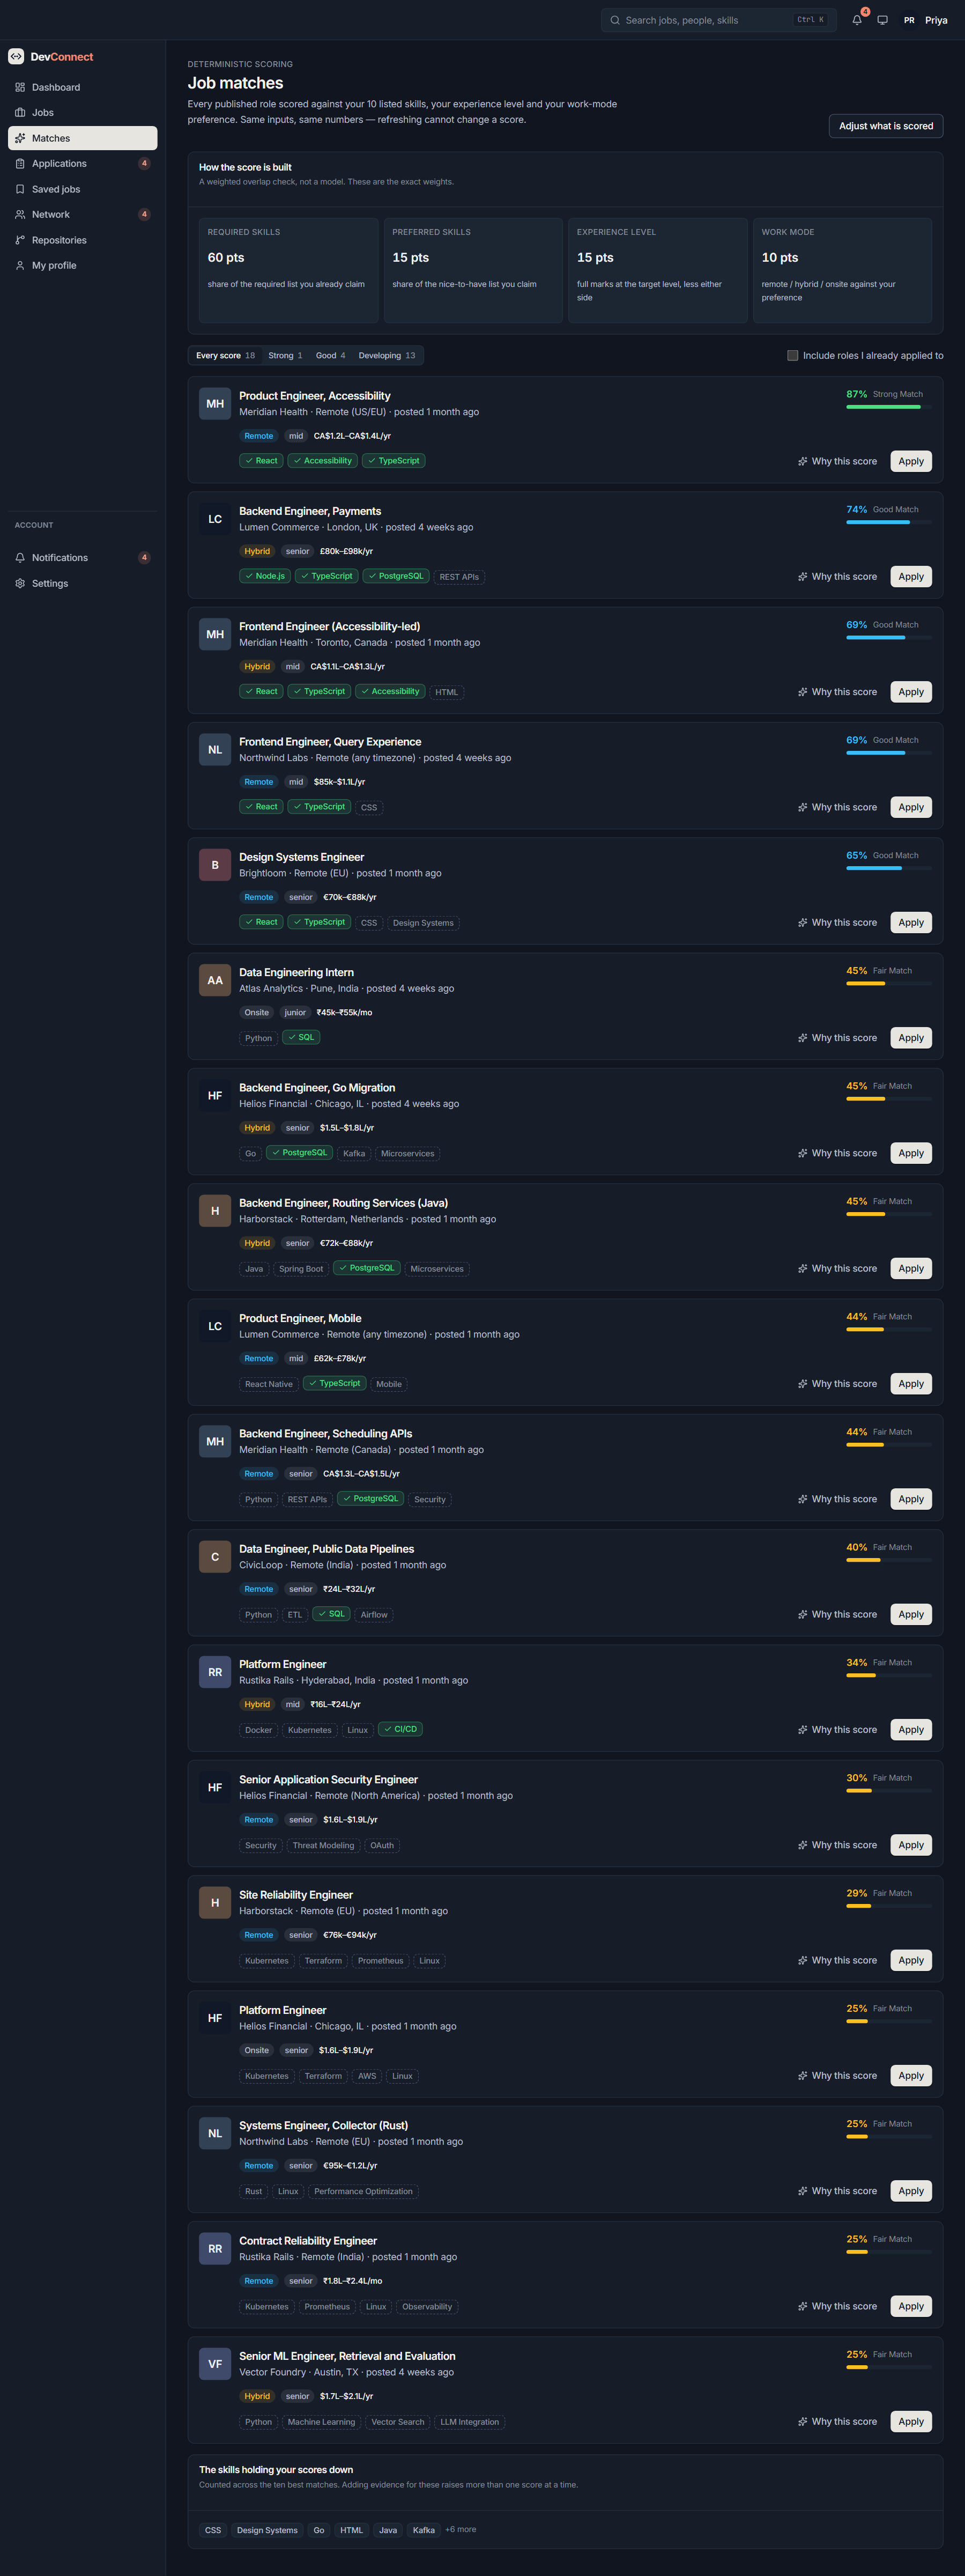 Search jobs, people, skills
Ctrl K
4
PR
Priya
DevConnect
Dashboard
Jobs
Matches
Applications 4
Saved jobs
Network 4
Repositories
My profile
ACCOUNT
Notifications 4
Settings
DETERMINISTIC SCORING
Job matches
Every published role scored against your 10 listed skills, your experience level and your work-mode
preference. Same inputs, same numbers — refreshing cannot change a score.
Adjust what is scored
How the score is built
A weighted overlap check, not a model. These are the exact weights.
REQUIRED SKILLS
60 pts
share of the required list you already claim
PREFERRED SKILLS
15 pts
share of the nice-to-have list you claim
EXPERIENCE LEVEL
15 pts
full marks at the target level, less either
side
WORK MODE
10 pts
remote / hybrid / onsite against your
preference
Every score 18 Strong 1 Good 4 Developing 13
Include roles I already applied to
MH
Product Engineer, Accessibility
Meridian Health · Remote (US/EU) · posted 1 month ago
Remote mid CA$1.2L–CA$1.4L/yr
React Accessibility TypeScript
87% Strong Match
Why this score Apply
LC
Backend Engineer, Payments
Lumen Commerce · London, UK · posted 4 weeks ago
Hybrid senior £80k–£98k/yr
Node.js TypeScript PostgreSQL REST APIs
74% Good Match
Why this score Apply
MH
Frontend Engineer (Accessibility-led)
Meridian Health · Toronto, Canada · posted 1 month ago
Hybrid mid CA$1.1L–CA$1.3L/yr
React TypeScript Accessibility HTML
69% Good Match
Why this score Apply
NL
Frontend Engineer, Query Experience
Northwind Labs · Remote (any timezone) · posted 4 weeks ago
Remote mid $85k–$1.1L/yr
React TypeScript CSS
69% Good Match
Why this score Apply
B
Design Systems Engineer
Brightloom · Remote (EU) · posted 1 month ago
Remote senior €70k–€88k/yr
React TypeScript CSS Design Systems
65% Good Match
Why this score Apply
AA
Data Engineering Intern
Atlas Analytics · Pune, India · posted 4 weeks ago
Onsite junior ₹45k–₹55k/mo
Python SQL
45% Fair Match
Why this score Apply
HF
Backend Engineer, Go Migration
Helios Financial · Chicago, IL · posted 4 weeks ago
Hybrid senior $1.5L–$1.8L/yr
Go PostgreSQL Kafka Microservices
45% Fair Match
Why this score Apply
H
Backend Engineer, Routing Services (Java)
Harborstack · Rotterdam, Netherlands · posted 1 month ago
Hybrid senior €72k–€88k/yr
Java Spring Boot PostgreSQL Microservices
45% Fair Match
Why this score Apply
LC
Product Engineer, Mobile
Lumen Commerce · Remote (any timezone) · posted 1 month ago
Remote mid £62k–£78k/yr
React Native TypeScript Mobile
44% Fair Match
Why this score Apply
MH
Backend Engineer, Scheduling APIs
Meridian Health · Remote (Canada) · posted 1 month ago
Remote senior CA$1.3L–CA$1.5L/yr
Python REST APIs PostgreSQL Security
44% Fair Match
Why this score Apply
C
Data Engineer, Public Data Pipelines
CivicLoop · Remote (India) · posted 1 month ago
Remote senior ₹24L–₹32L/yr
Python ETL SQL Airflow
40% Fair Match
Why this score Apply
RR
Platform Engineer
Rustika Rails · Hyderabad, India · posted 1 month ago
Hybrid mid ₹16L–₹24L/yr
Docker Kubernetes Linux CI/CD
34% Fair Match
Why this score Apply
HF
Senior Application Security Engineer
Helios Financial · Remote (North America) · posted 1 month ago
Remote senior $1.6L–$1.9L/yr
Security Threat Modeling OAuth
30% Fair Match
Why this score Apply
H
Site Reliability Engineer
Harborstack · Remote (EU) · posted 1 month ago
Remote senior €76k–€94k/yr
Kubernetes Terraform Prometheus Linux
29% Fair Match
Why this score Apply
HF
Platform Engineer
Helios Financial · Chicago, IL · posted 1 month ago
Onsite senior $1.6L–$1.9L/yr
Kubernetes Terraform AWS Linux
25% Fair Match
Why this score Apply
NL
Systems Engineer, Collector (Rust)
Northwind Labs · Remote (EU) · posted 1 month ago
Remote senior €95k–€1.2L/yr
Rust Linux Performance Optimization
25% Fair Match
Why this score Apply
RR
Contract Reliability Engineer
Rustika Rails · Remote (India) · posted 1 month ago
Remote senior ₹1.8L–₹2.4L/mo
Kubernetes Prometheus Linux Observability
25% Fair Match
Why this score Apply
VF
Senior ML Engineer, Retrieval and Evaluation
Vector Foundry · Austin, TX · posted 4 weeks ago
Hybrid senior $1.7L–$2.1L/yr
Python Machine Learning Vector Search LLM Integration
25% Fair Match
Why this score Apply
The skills holding your scores down
Counted across the ten best matches. Adding evidence for these raises more than one score at a time.
CSS Design Systems Go HTML Java Kafka +6 more